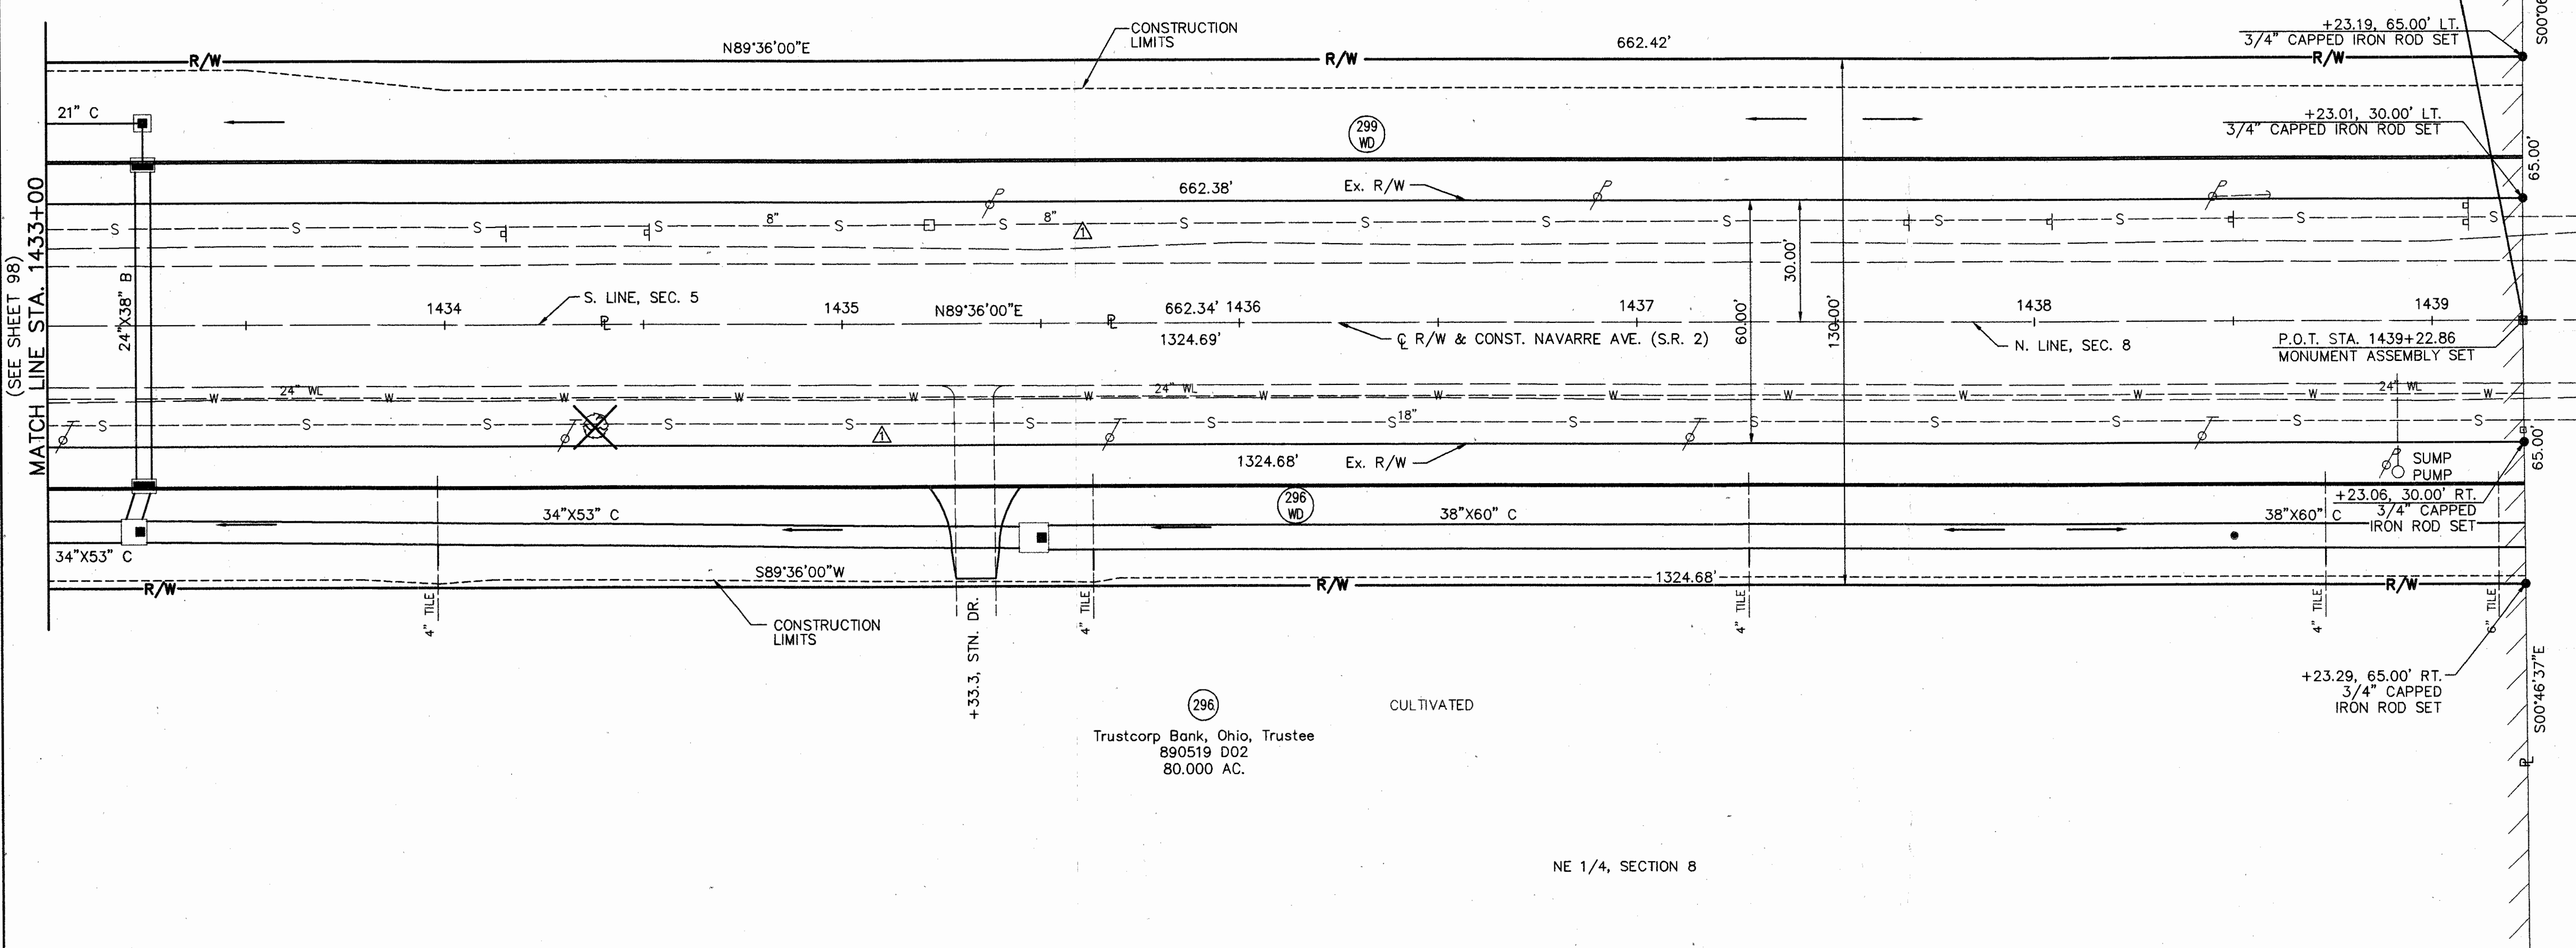 (SEE SHEET 98)
MATCH LINE STA. 1433+00
R/W
N89°36'00"E
CONSTRUCTION
LIMITS
R/W
662.42'
R/W
+23.19, 65.00' LT.
3/4" CAPPED IRON ROD SET
21" C
299
WD
+23.01, 30.00' LT.
3/4" CAPPED IRON ROD SET
65.00'
662.38'
Ex. R/W
S S S S 8" S S 8" S S S S S S S
1
24"X38" B
30.00'
60.00'
130.00'
1434
S. LINE, SEC. 5
1435
N89°36'00"E
662.34'
1436
1437
1438
1439
1324.69'
℄ R/W & CONST. NAVARRE AVE. (S.R. 2)
N. LINE, SEC. 8
P.O.T. STA. 1439+22.86
MONUMENT ASSEMBLY SET
W 24" WL W W W W W 24" WL W W W W W W 24" WL W
S S S S S S S S 18" S S S S S
1
1324.68'
Ex. R/W
SUMP
PUMP
65.00'
296
WD
+23.06, 30.00' RT.
3/4" CAPPED
IRON ROD SET
34"X53" C
38"X60" C
38"X60" C
34"X53" C
R/W
S89°36'00"W
R/W
1324.68'
R/W
4" TILE
4" TILE
4" TILE
4" TILE
6" TILE
CONSTRUCTION
LIMITS
+33.3, STN. DR.
+23.29, 65.00' RT.
3/4" CAPPED
IRON ROD SET
S00°46'37"E
296
CULTIVATED
Trustcorp Bank, Ohio, Trustee
890519 D02
80.000 AC.
NE 1/4, SECTION 8